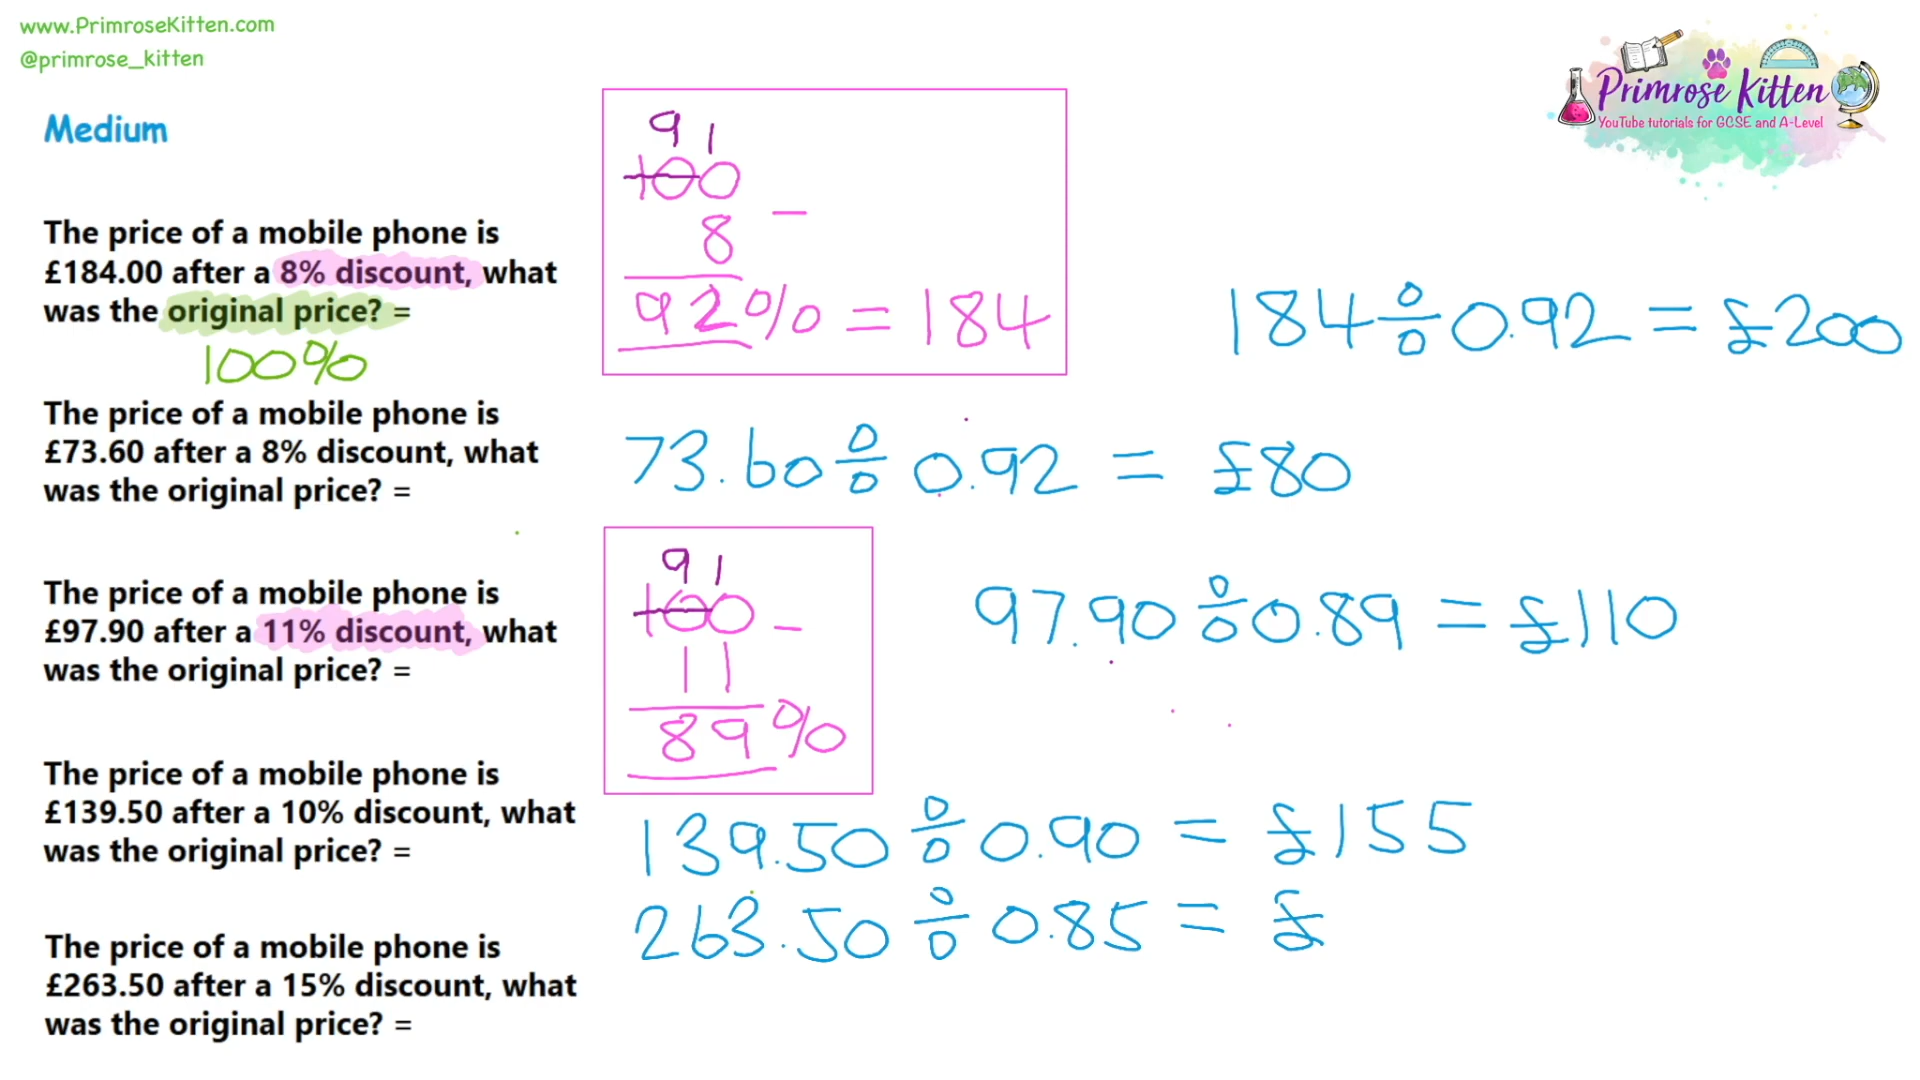 www.PrimroseKitten.com
@primrose_kitten
Primrose Kitten
YouTube tutorials for GCSE and A-Level
Medium
The price of a mobile phone is
£184.00 after a 8% discount, what
was the original price? =
100%
9 1
100
8 -
92% = 184
184 ÷ 0.92 = £200
The price of a mobile phone is
£73.60 after a 8% discount, what
was the original price? =
73.60 ÷ 0.92 = £80
The price of a mobile phone is
£97.90 after a 11% discount, what
was the original price? =
9 1
100 -
11
89%
97.90 ÷ 0.89 = £110
The price of a mobile phone is
£139.50 after a 10% discount, what
was the original price? =
139.50 ÷ 0.90 = £155
The price of a mobile phone is
£263.50 after a 15% discount, what
was the original price? =
263.50 ÷ 0.85 = £